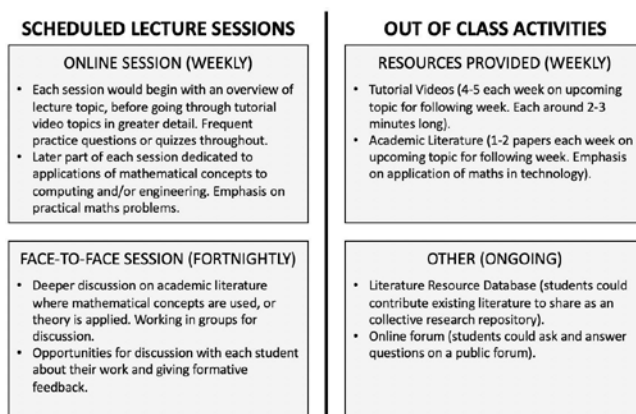 SCHEDULED LECTURE SESSIONS
ONLINE SESSION (WEEKLY)
• Each session would begin with an overview of
lecture topic, before going through tutorial
video topics in greater detail. Frequent
practice questions or quizzes throughout.
• Later part of each session dedicated to
applications of mathematical concepts to
computing and/or engineering. Emphasis on
practical maths problems.
FACE-TO-FACE SESSION (FORTNIGHTLY)
• Deeper discussion on academic literature
where mathematical concepts are used, or
theory is applied. Working in groups for
discussion.
• Opportunities for discussion with each student
about their work and giving formative
feedback.
OUT OF CLASS ACTIVITIES
RESOURCES PROVIDED (WEEKLY)
• Tutorial Videos (4-5 each week on upcoming
topic for following week. Each around 2-3
minutes long).
• Academic Literature (1-2 papers each week on
upcoming topic for following week. Emphasis
on application of maths in technology).
OTHER (ONGOING)
• Literature Resource Database (students could
contribute existing literature to share as an
collective research repository).
• Online forum (students could ask and answer
questions on a public forum).